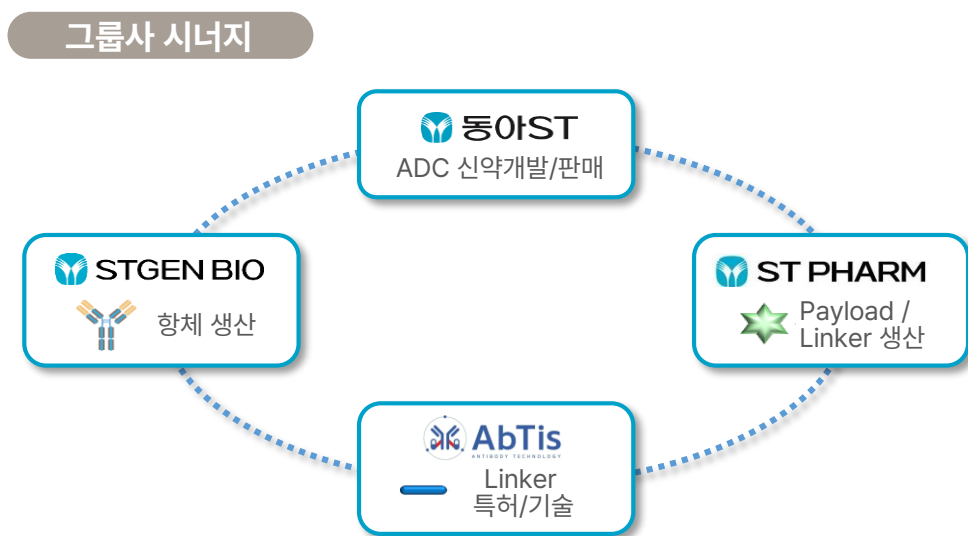 그룹사 시너지
동아ST
ADC 신약개발/판매
STGEN BIO
항체 생산
ST PHARM
Payload /
Linker 생산
AbTis
ANTIBODY TECHNOLOGY
Linker
특허/기술